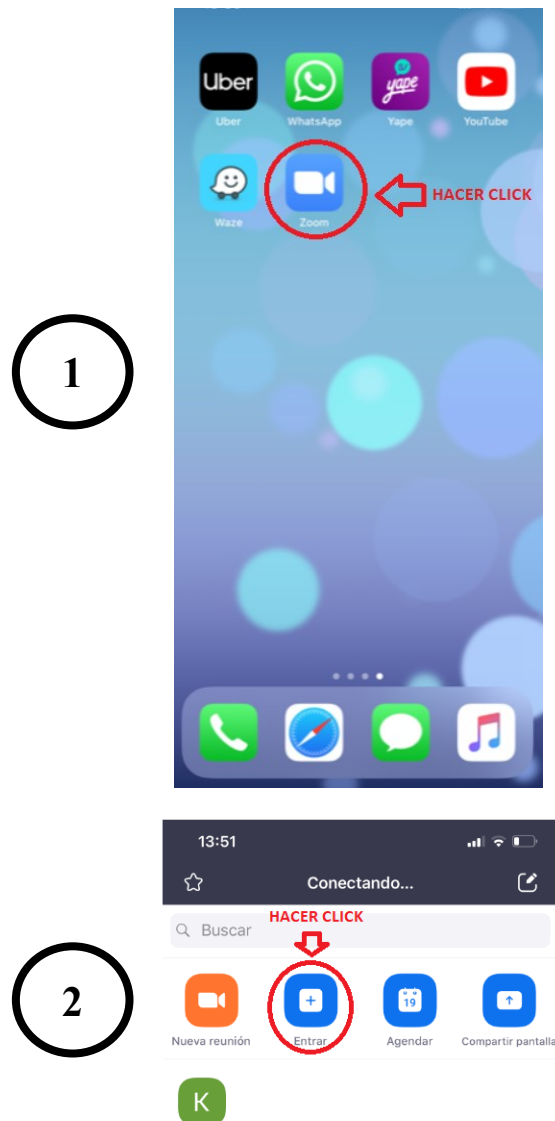 Uber
yape
Uber WhatsApp Yape YouTube
HACER CLICK
Waze Zoom
1
13:51
Conectando...
HACER CLICK
Buscar
2
19
Nueva reunión Entrar Agendar Compartir pantalla
K